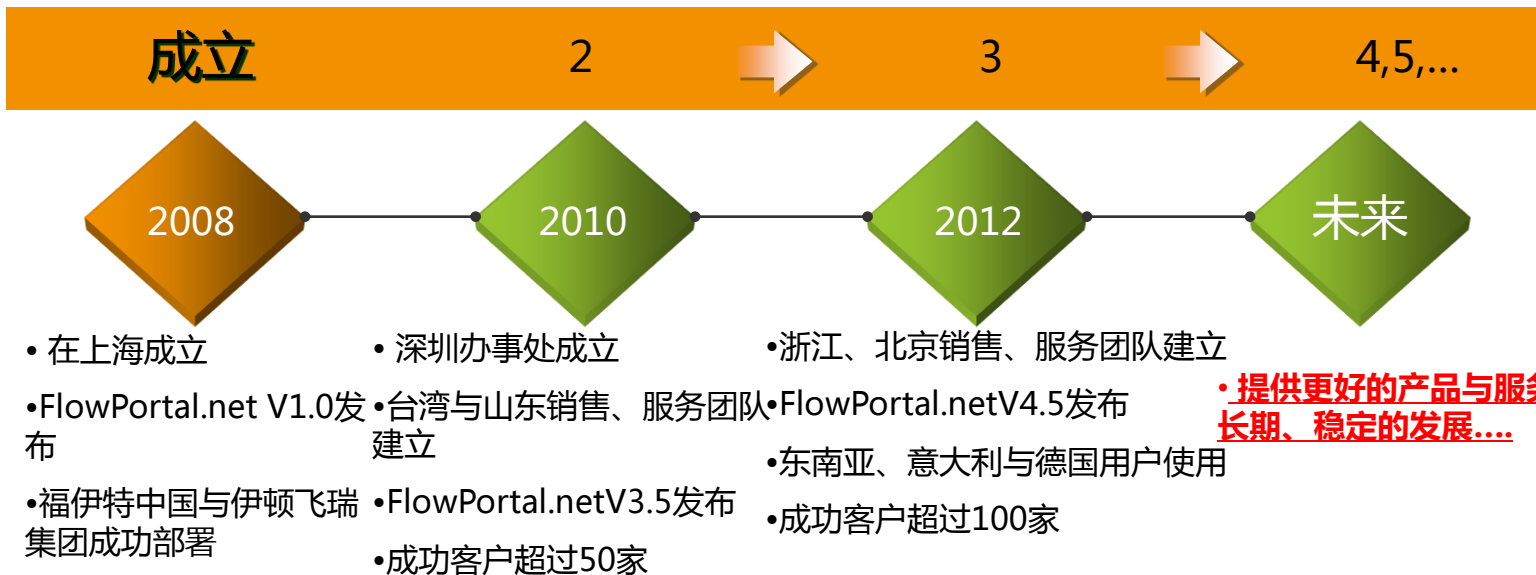 成立
2
3
4,5,...
2008
2010
2012
未来
• 在上海成立
•FlowPortal.net V1.0发
布
•福伊特中国与伊顿飞瑞
集团成功部署
• 深圳办事处成立
•台湾与山东销售、服务团队
建立
•FlowPortal.netV3.5发布
•成功客户超过50家
•浙江、北京销售、服务团队建立
•FlowPortal.netV4.5发布
•东南亚、意大利与德国用户使用
•成功客户超过100家
• 提供更好的产品与服务
长期、稳定的发展....